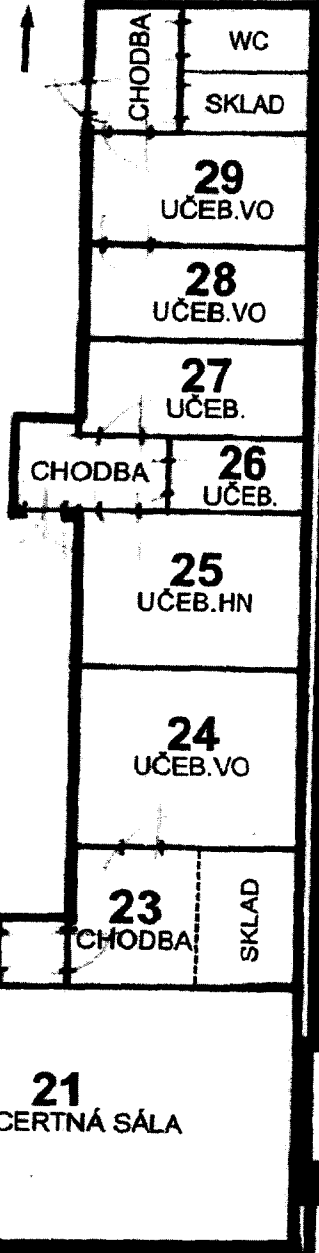 CHODBA
WC
SKLAD
29
UČEB.VO
28
UČEB.VO
27
UČEB.
CHODBA
26
UČEB.
25
UČEB.HN
24
UČEB.VO
23
CHODBA
SKLAD
21
CERTNÁ SÁLA